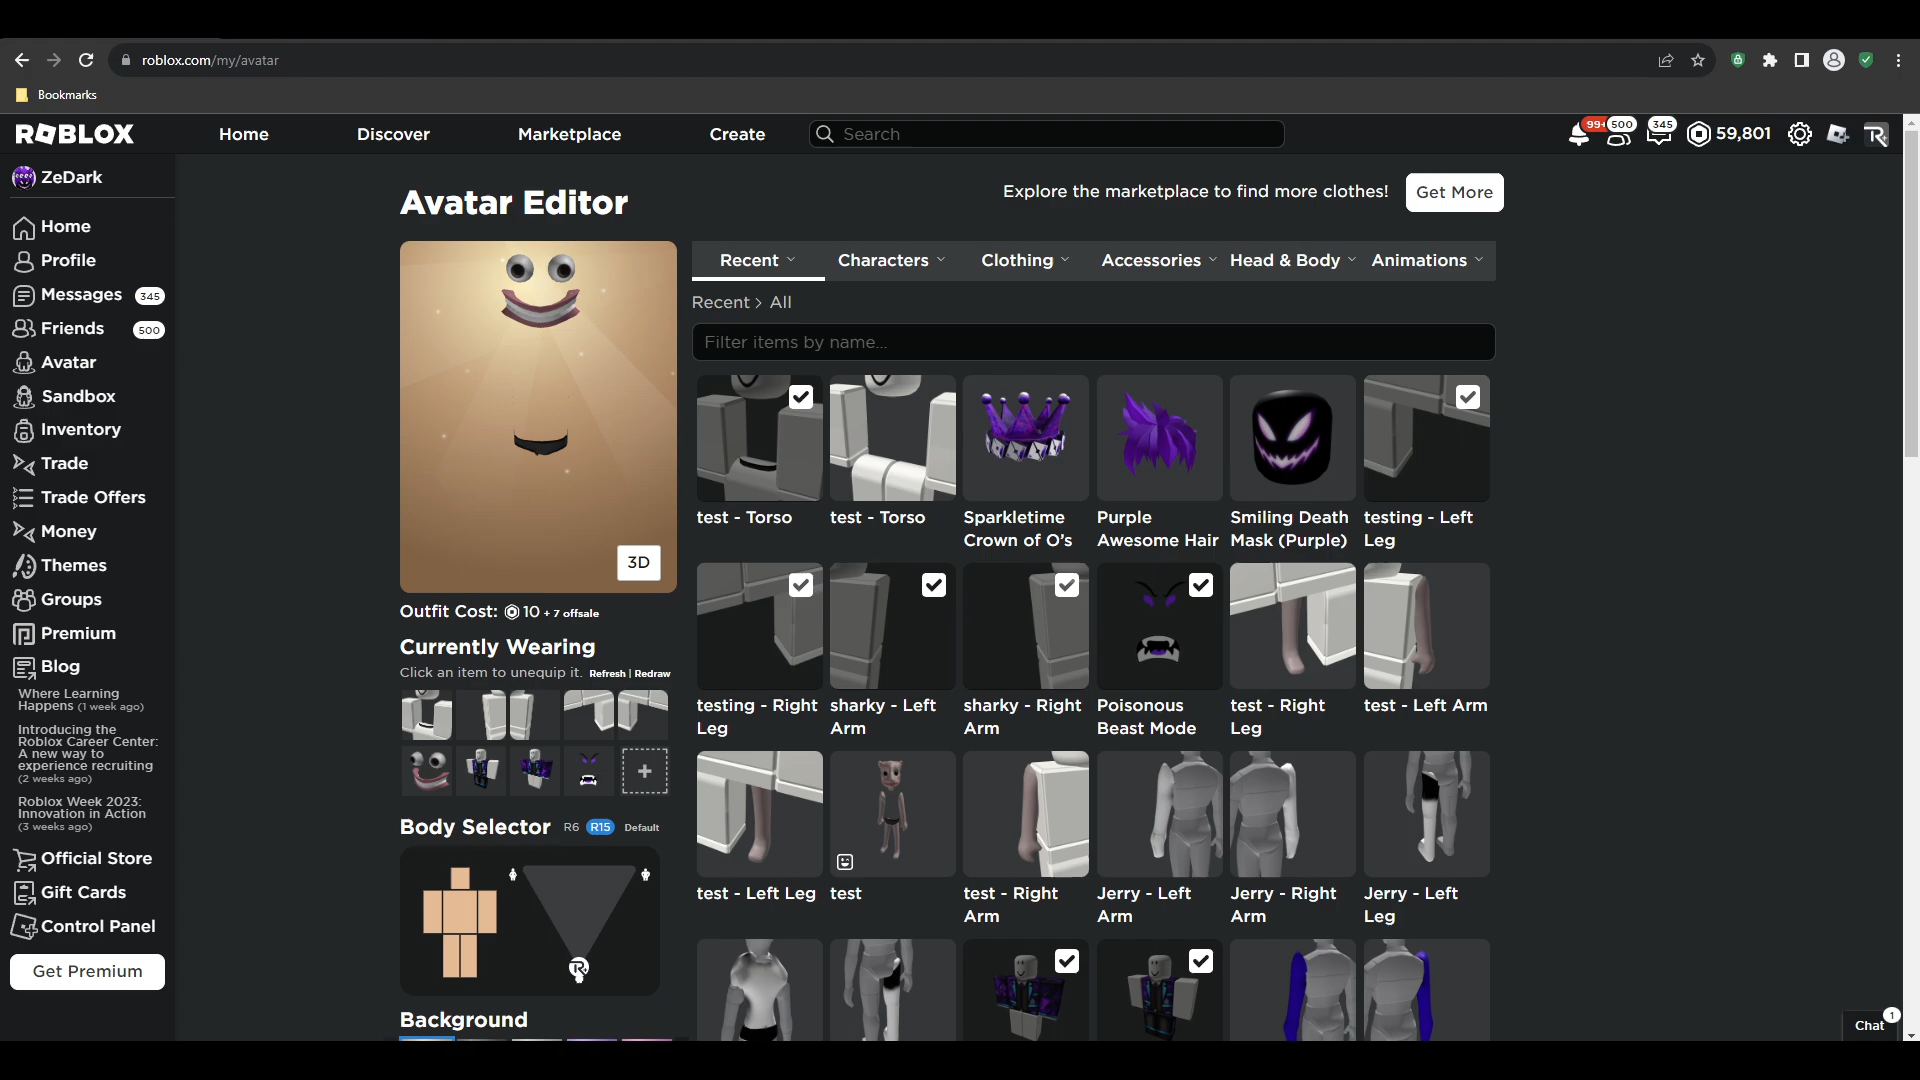 roblox.com/my/avatar
Bookmarks
ROBLOX
Home
Discover
Marketplace
Create
Search
99+
500
345
59,801
ZeDark
Home
Profile
Messages 345
Friends 500
Avatar
Sandbox
Inventory
Trade
Trade Offers
Money
Themes
Groups
Premium
Blog
Where Learning
Happens (1 week ago)
Introducing the
Roblox Career Center:
A new way to
experience recruiting
(2 weeks ago)
Roblox Week 2023:
Innovation in Action
(3 weeks ago)
Official Store
Gift Cards
Control Panel
Get Premium
Avatar Editor
Explore the marketplace to find more clothes!
Get More
3D
Outfit Cost: 10 + 7 offsale
Currently Wearing
Click an item to unequip it. Refresh | Redraw
Body Selector R6 R15 Default
Background
Recent
Characters
Clothing
Accessories
Head & Body
Animations
Recent > All
Filter items by name...
test - Torso
test - Torso
Sparkletime
Crown of O's
Purple
Awesome Hair
Smiling Death
Mask (Purple)
testing - Left
Leg
testing - Right
Leg
sharky - Left
Arm
sharky - Right
Arm
Poisonous
Beast Mode
test - Right
Leg
test - Left Arm
test - Left Leg
test
test - Right
Arm
Jerry - Left
Arm
Jerry - Right
Arm
Jerry - Left
Leg
Chat
1